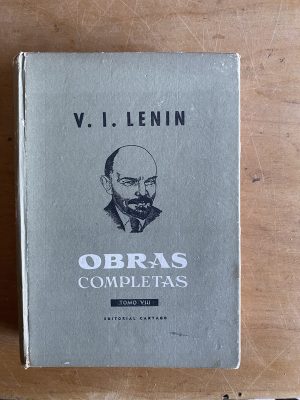 V. I. LENIN
OBRAS
COMPLETAS
TOMO VIII
EDITORIAL CARTAGO